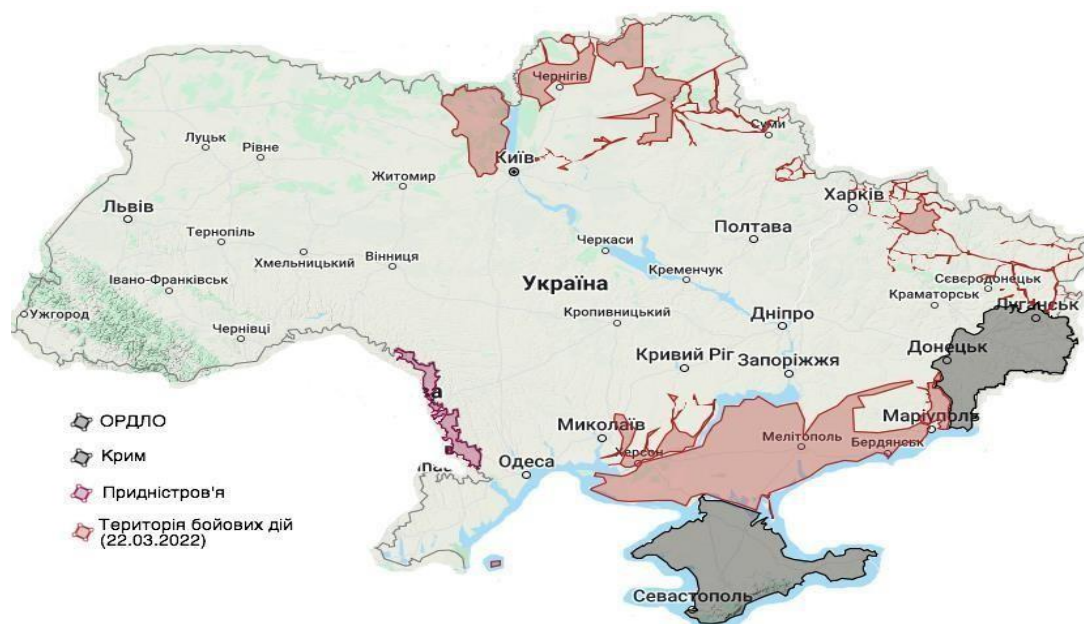 Чернігів
Суми
Київ
Луцьк
Рівне
Житомир
Харків
Львів
Полтава
Тернопіль
Хмельницький
Вінниця
Черкаси
Івано-Франківськ
Україна
Кременчук
Сєвєродонецьк
Краматорськ
Ужгород
Чернівці
Кропивницький
Дніпро
Луганськ
Кривий Ріг
Запоріжжя
Донецьк
Миколаїв
Херсон
Мелітополь
Маріуполь
Бердянськ
Одеса
Севастополь
ОРДЛО
Крим
Придністров'я
Територія бойових дій
(22.03.2022)